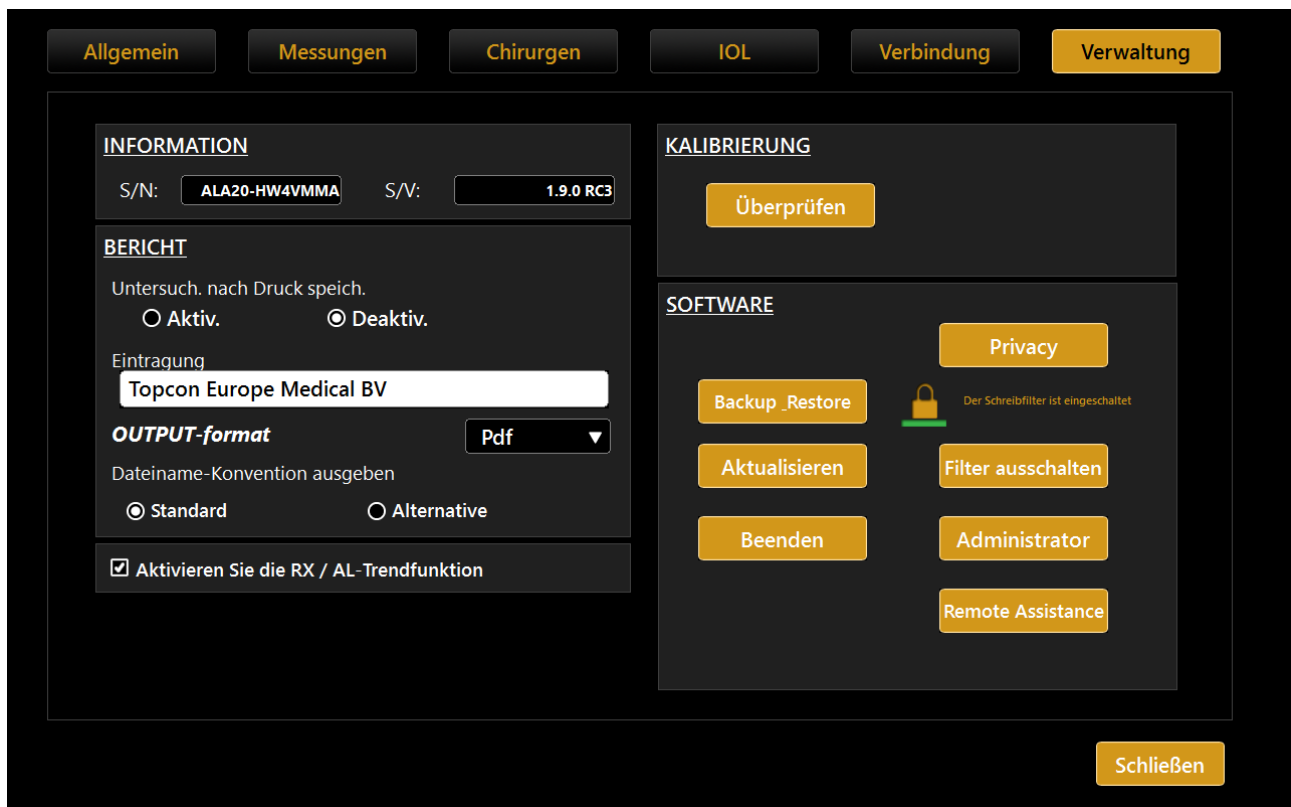 Allgemein Messungen Chirurgen IOL Verbindung Verwaltung
INFORMATION
S/N: ALA20-HW4VMMA S/V: 1.9.0 RC3
BERICHT
Untersuch. nach Druck speich.
Aktiv. Deaktiv.
Eintragung
Topcon Europe Medical BV
OUTPUT-format Pdf
Dateiname-Konvention ausgeben
Standard Alternative
Aktivieren Sie die RX / AL-Trendfunktion
KALIBRIERUNG
Überprüfen
SOFTWARE
Privacy
Backup _Restore Der Schreibfilter ist eingeschaltet
Aktualisieren Filter ausschalten
Beenden Administrator
Remote Assistance
Schließen